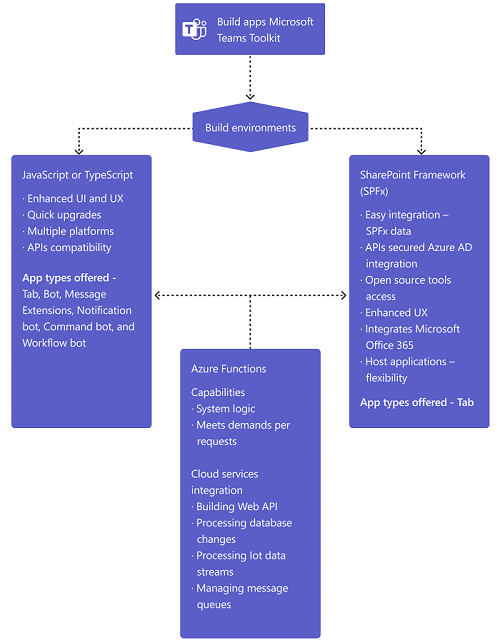 Build apps Microsoft
Teams Toolkit
Build environments
JavaScript or TypeScript
· Enhanced UI and UX
· Quick upgrades
· Multiple platforms
· APIs compatibility
App types offered -
Tab, Bot, Message
Extensions, Notification
bot, Command bot, and
Workflow bot
SharePoint Framework
(SPFx)
· Easy integration –
SPFx data
· APIs secured Azure AD
integration
· Open source tools
access
· Enhanced UX
· Integrates Microsoft
Office 365
· Host applications –
flexibility
App types offered - Tab
Azure Functions
Capabilities
· System logic
· Meets demands per
requests
Cloud services
integration
· Building Web API
· Processing database
changes
· Processing Iot data
streams
· Managing message
queues